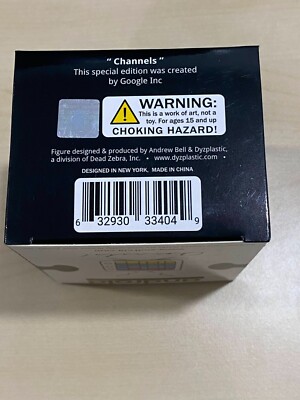 " Channels "
This special edition was created
by Google Inc
WARNING:
This is a work of art, not a
toy. For ages 15 and up
CHOKING HAZARD!
Figure designed & produced by Andrew Bell & Dyzplastic,
a division of Dead Zebra, Inc. • www.dyzplastic.com
DESIGNED IN NEW YORK, MADE IN CHINA
6 32930 33404 9